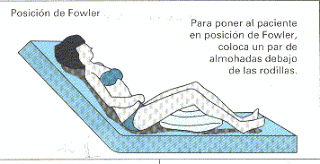 Posición de Fowler
Para poner al paciente
en posición de Fowler,
coloca un par de
almohadas debajo
de las rodillas.